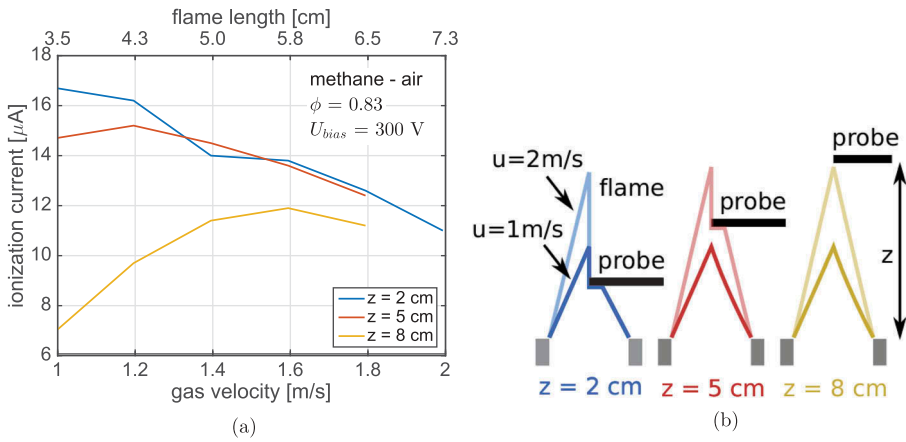 flame length [cm]
3.5 4.3 5.0 5.8 6.5 7.3
18
16
14
12
10
8
6
ionization current [μA]
methane - air
ϕ = 0.83
U_bias = 300 V
z = 2 cm
z = 5 cm
z = 8 cm
1 1.2 1.4 1.6 1.8 2
gas velocity [m/s]
(a)
u=2m/s
flame
u=1m/s
probe
probe
probe
z
z = 2 cm z = 5 cm z = 8 cm
(b)